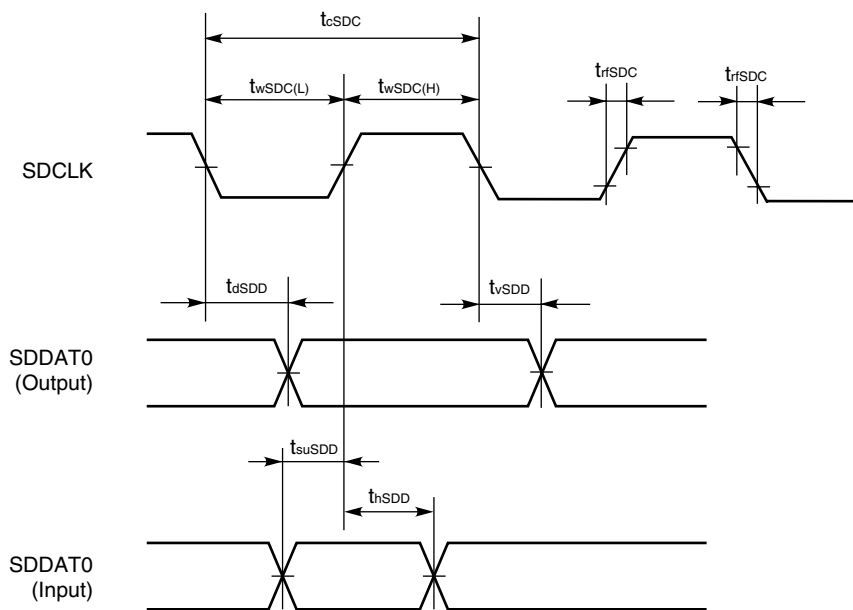 tcSDC
twSDC(L) twSDC(H) trfSDC trfSDC
SDCLK
tdSDD tvSDD
SDDAT0
(Output)
tsuSDD
thSDD
SDDAT0
(Input)